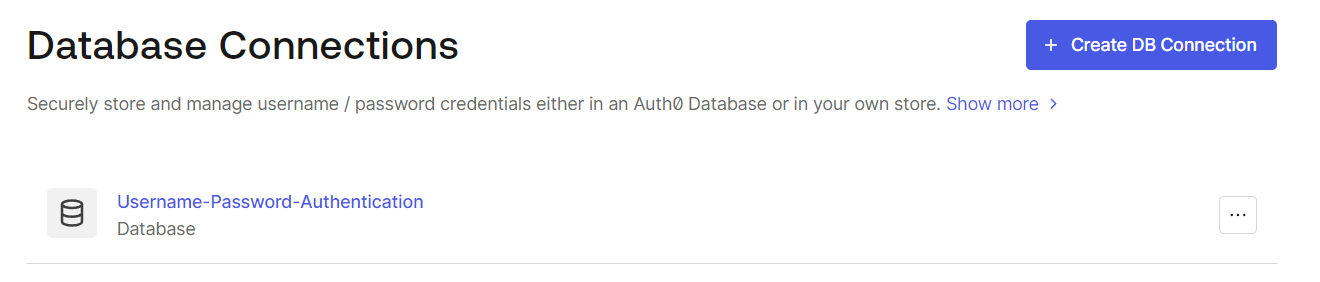 Database Connections
+ Create DB Connection
Securely store and manage username / password credentials either in an Auth0 Database or in your own store. Show more >
Username-Password-Authentication
Database
...